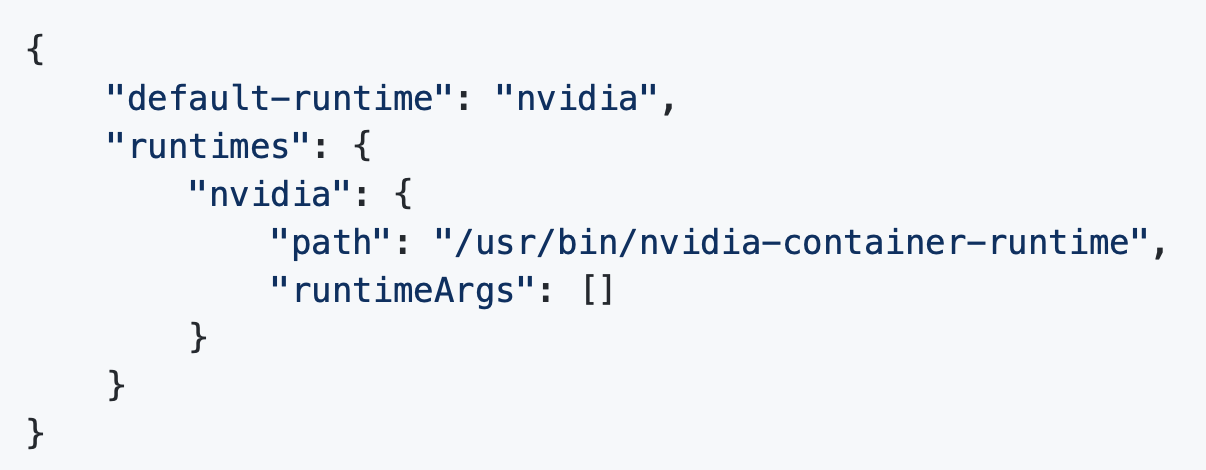 {
     "default-runtime": "nvidia",
     "runtimes": {
         "nvidia": {
             "path": "/usr/bin/nvidia-container-runtime",
             "runtimeArgs": []
         }
     }
}